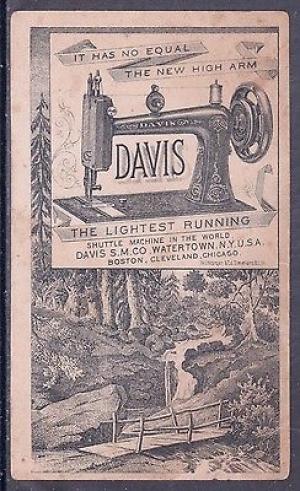 IT HAS NO EQUAL
THE NEW HIGH ARM
DAVIS
DAVIS
THE LIGHTEST RUNNING
SHUTTLE MACHINE IN THE WORLD
DAVIS S.M.CO. WATERTOWN, N.Y. U.S.A.
BOSTON, CLEVELAND, CHICAGO.